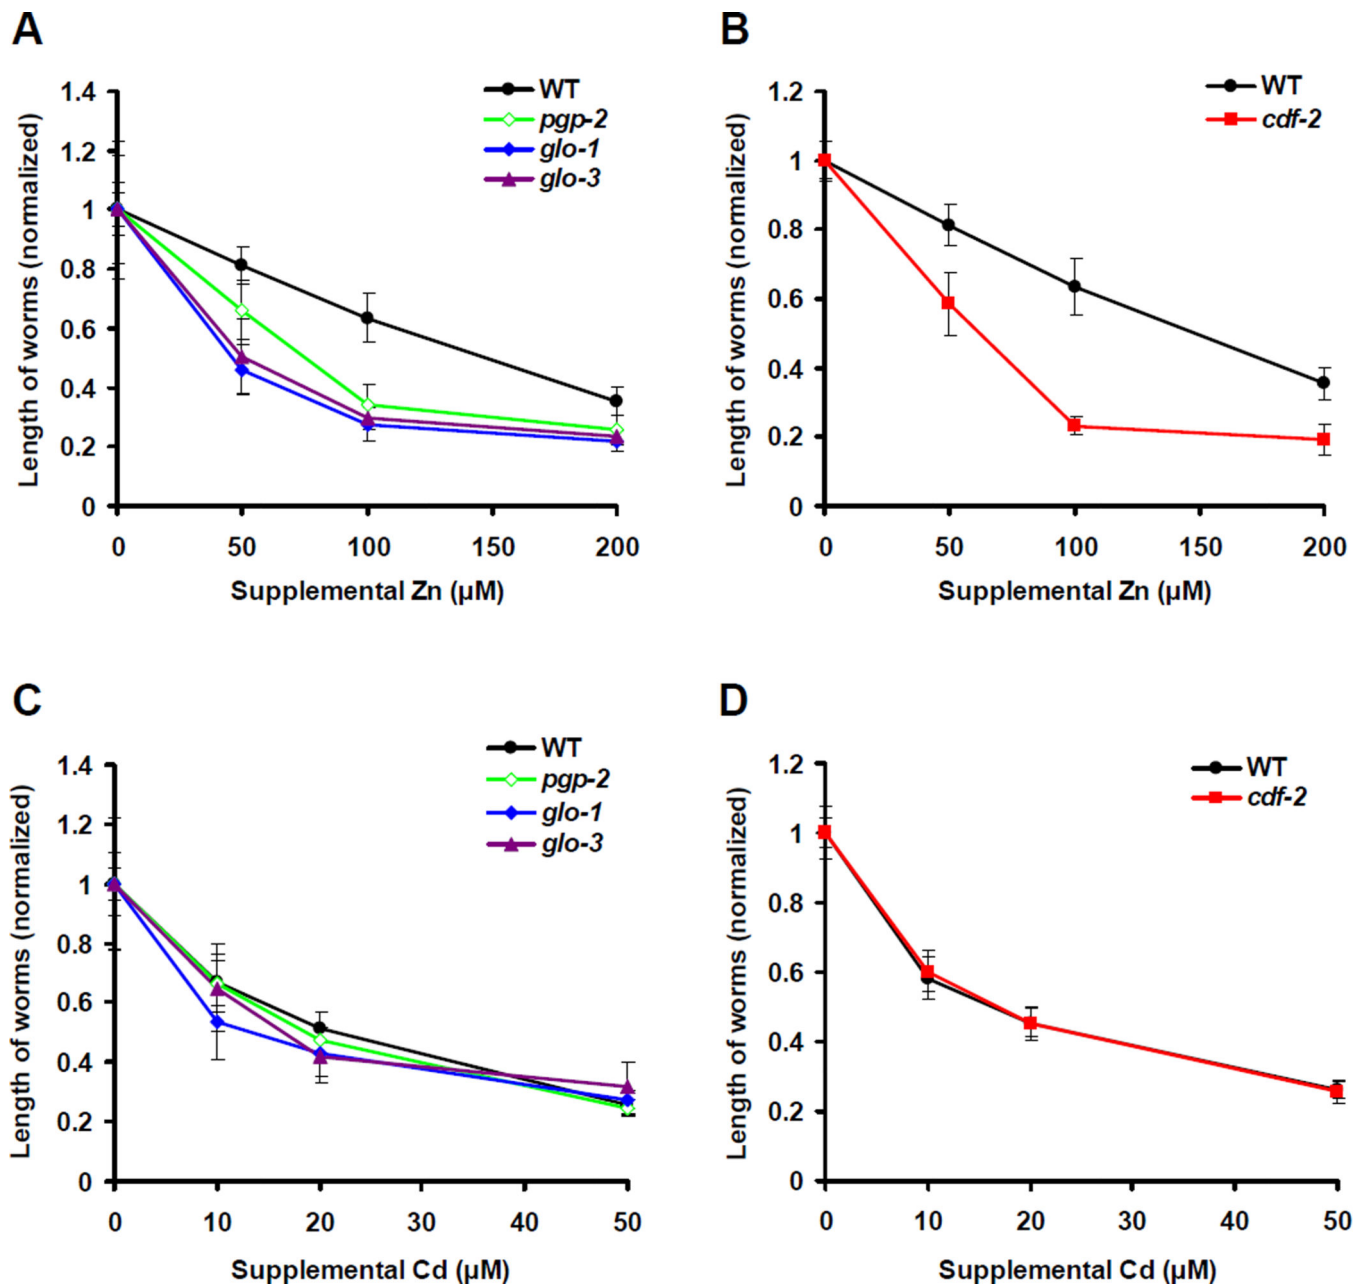 A
WT
pgp-2
glo-1
glo-3
1.4
1.2
1
0.8
0.6
0.4
0.2
0
Length of worms (normalized)
0 50 100 150 200
Supplemental Zn (µM)
B
WT
cdf-2
1.2
1
0.8
0.6
0.4
0.2
0
Length of worms (normalized)
0 50 100 150 200
Supplemental Zn (µM)
C
WT
pgp-2
glo-1
glo-3
1.4
1.2
1
0.8
0.6
0.4
0.2
0
Length of worms (normalized)
0 10 20 30 40 50
Supplemental Cd (µM)
D
WT
cdf-2
1.2
1
0.8
0.6
0.4
0.2
0
Length of worms (normalized)
0 10 20 30 40 50
Supplemental Cd (µM)